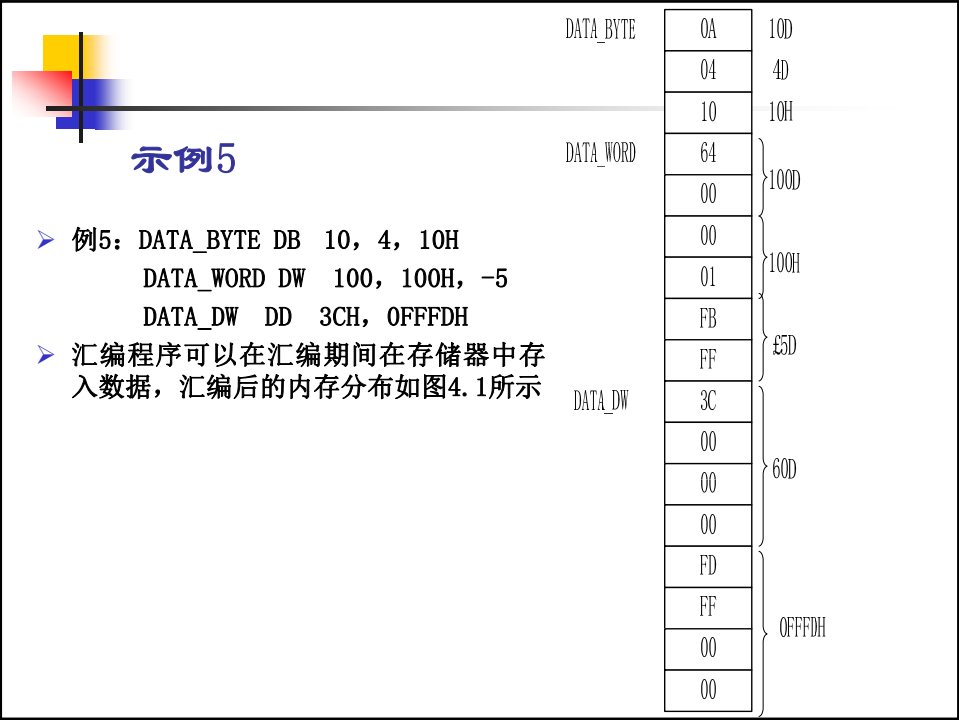 示例5
例5：DATA_BYTE DB 10，4，10H
DATA_WORD DW 100，100H，-5
DATA_DW DD 3CH，0FFFDH
汇编程序可以在汇编期间在存储器中存
入数据，汇编后的内存分布如图4.1所示
DATA_BYTE 0A 10D
04 4D
10 10H
DATA_WORD 64
00
100D
00
01
100H
FB
FF
£5D
DATA_DW 3C
00
00
00
60D
FD
FF
00
00
0FFFDH